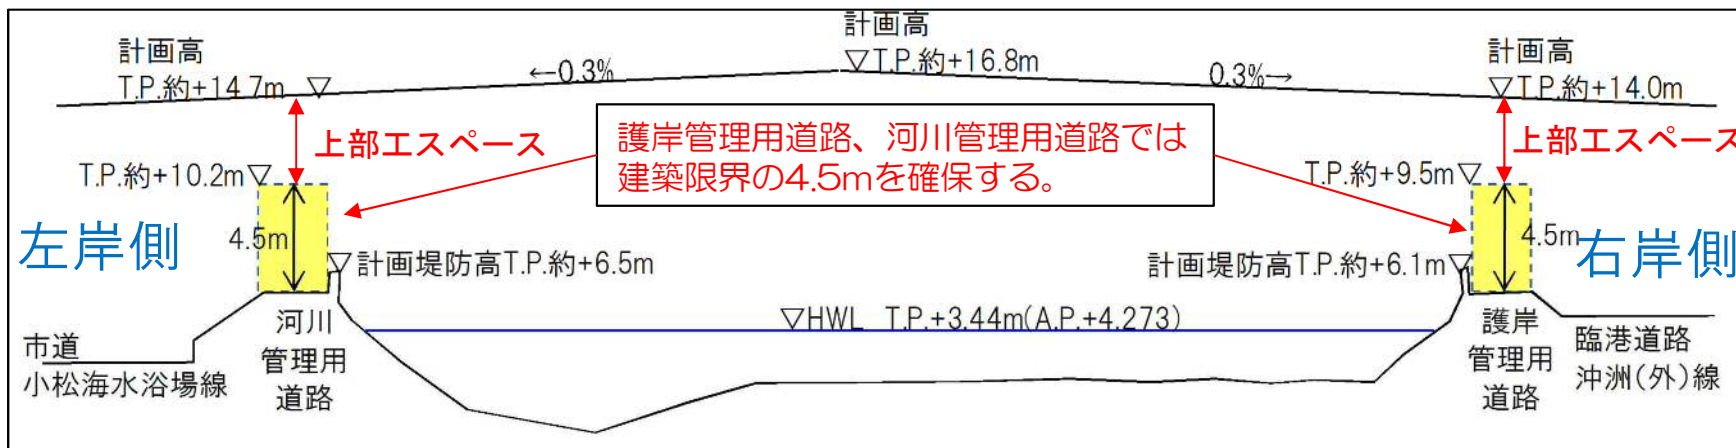 計画高
T.P.約+14.7m ▽
←0.3%
計画高
▽T.P.約+16.8m
0.3%→
計画高
▽T.P.約+14.0m
上部工スペース
護岸管理用道路、河川管理用道路では
建築限界の4.5mを確保する。
上部工スペース
T.P.約+10.2m▽
T.P.約+9.5m▽
左岸側
4.5m
▽計画堤防高T.P.約+6.5m
計画堤防高T.P.約+6.1m▽
4.5m
右岸側
▽HWL T.P.+3.44m(A.P.+4.273)
市道
小松海水浴場線
河川
管理用
道路
護岸
管理用
道路
臨港道路
沖洲(外)線